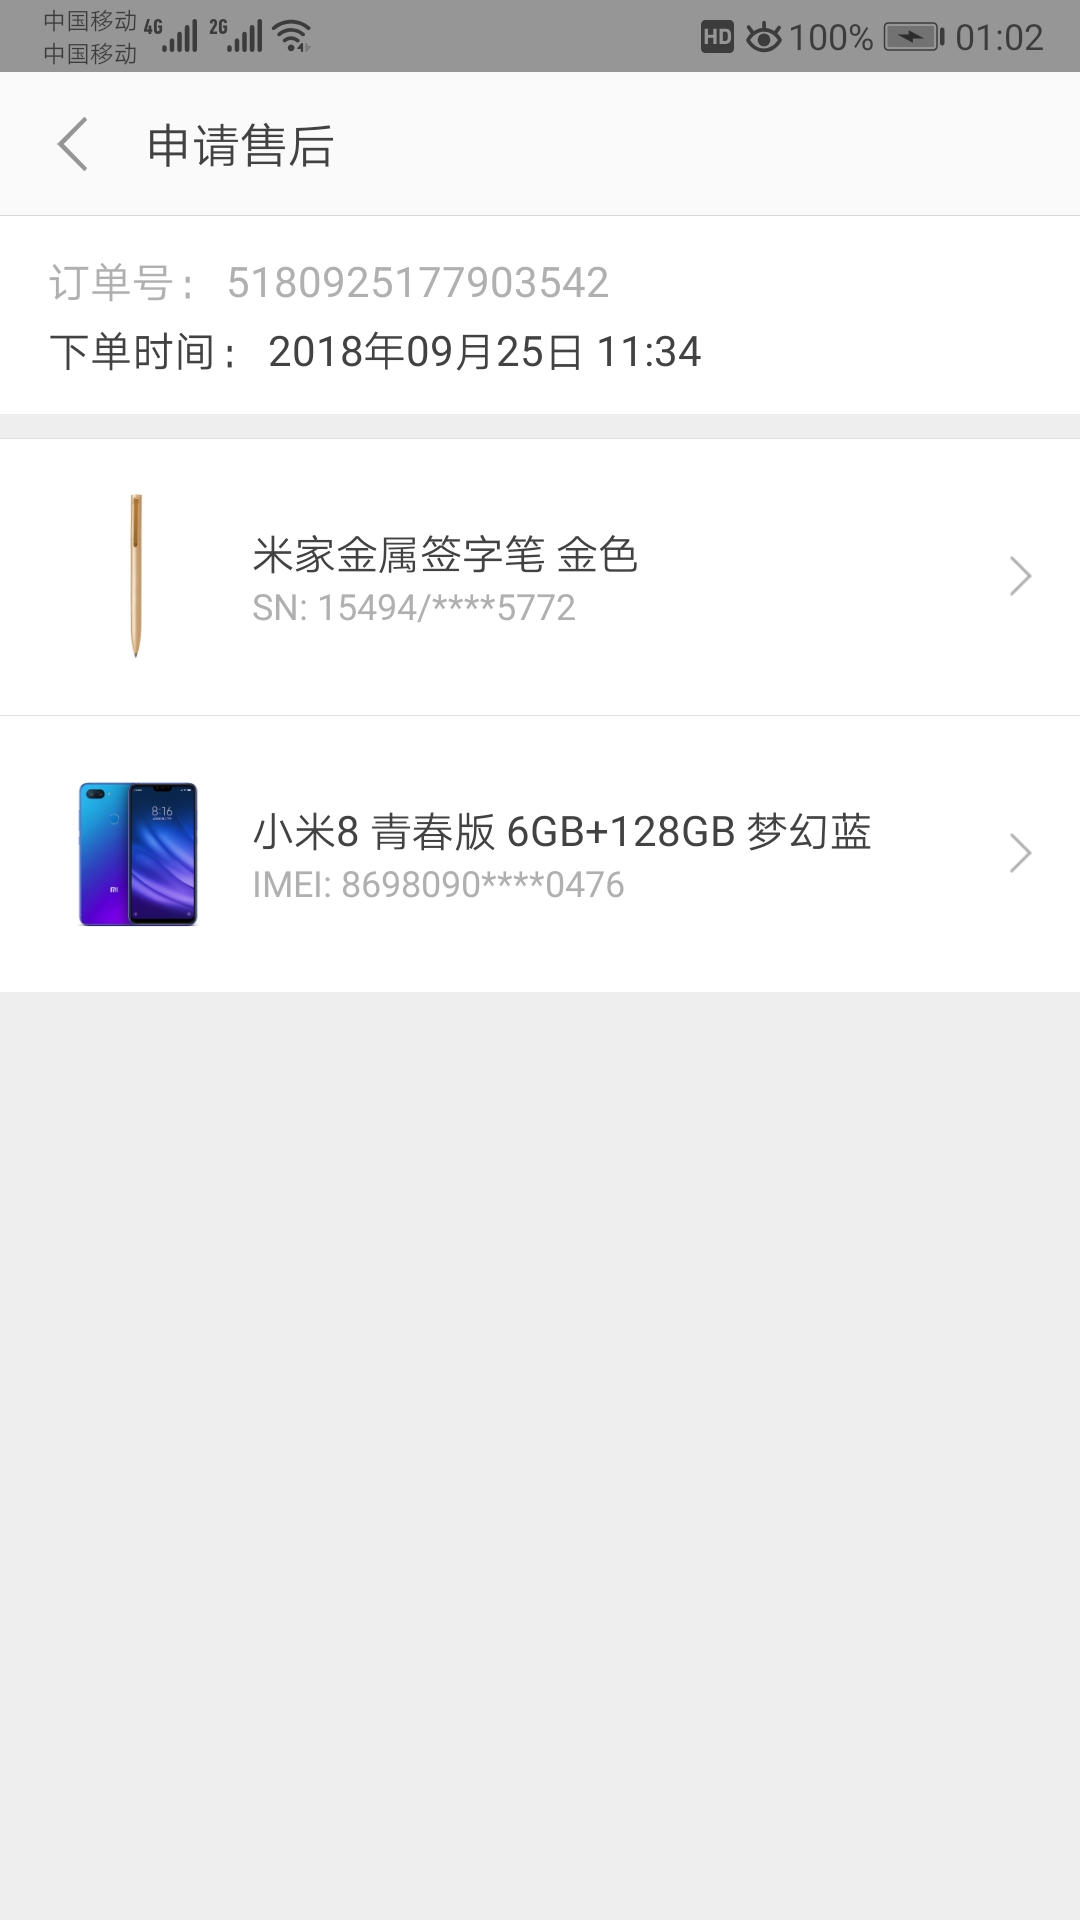 中国移动 4G 2G HD 100% 01:02
中国移动
申请售后
订单号： 5180925177903542
下单时间： 2018年09月25日 11:34
米家金属签字笔 金色
SN: 15494/****5772
8:16
小米8 青春版 6GB+128GB 梦幻蓝
IMEI: 8698090****0476